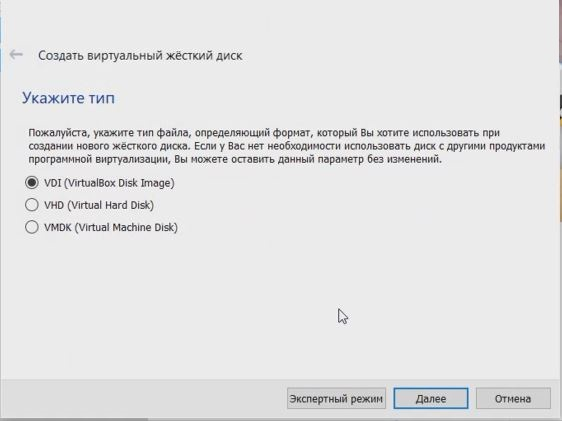 Создать виртуальный жёсткий диск
Укажите тип
Пожалуйста, укажите тип файла, определяющий формат, который Вы хотите использовать при
создании нового жёсткого диска. Если у Вас нет необходимости использовать диск с другими продуктами
программной виртуализации, Вы можете оставить данный параметр без изменений.
VDI (VirtualBox Disk Image)
VHD (Virtual Hard Disk)
VMDK (Virtual Machine Disk)
Экспертный режим Далее Отмена